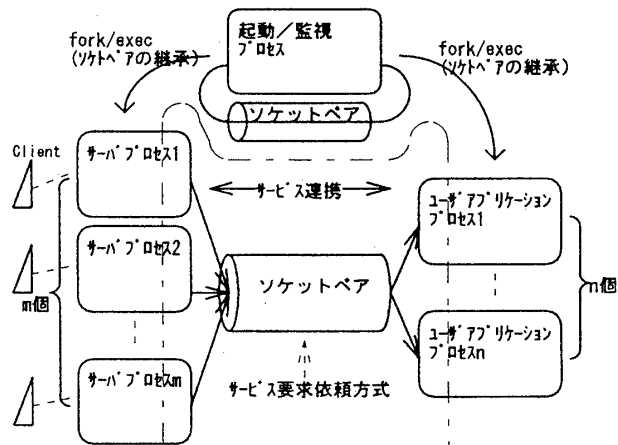 起動／監視
プロセス
fork/exec
(ソケットペアの継承)
fork/exec
(ソケットペアの継承)
ソケットペア
Client
サーバプロセス1
サービス連携
ユーザアプリケーション
プロセス1
サーバプロセス2
ソケットペア
m個
n個
ユーザアプリケーション
プロセスn
サーバプロセスm
サービス要求依頼方式